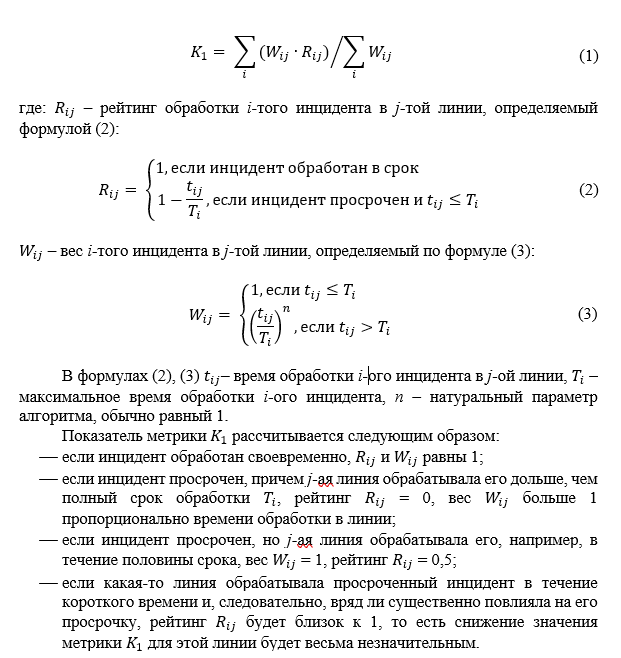 K₁ = ∑ᵢ(Wᵢⱼ · Rᵢⱼ) / ∑ᵢ Wᵢⱼ (1)
где: Rᵢⱼ – рейтинг обработки i-того инцидента в j-той линии, определяемый
формулой (2):
Rᵢⱼ = { 1, если инцидент обработан в срок
1 − tᵢⱼ/Tᵢ , если инцидент просрочен и tᵢⱼ ≤ Tᵢ (2)
Wᵢⱼ – вес i-того инцидента в j-той линии, определяемый по формуле (3):
Wᵢⱼ = { 1, если tᵢⱼ ≤ Tᵢ
(tᵢⱼ/Tᵢ)ⁿ , если tᵢⱼ > Tᵢ (3)
В формулах (2), (3) tᵢⱼ– время обработки i-ого инцидента в j-ой линии, Tᵢ –
максимальное время обработки i-ого инцидента, n – натуральный параметр
алгоритма, обычно равный 1.
Показатель метрики K₁ рассчитывается следующим образом:
— если инцидент обработан своевременно, Rᵢⱼ и Wᵢⱼ равны 1;
— если инцидент просрочен, причем j-ая линия обрабатывала его дольше, чем
полный срок обработки Tᵢ, рейтинг Rᵢⱼ = 0, вес Wᵢⱼ больше 1
пропорционально времени обработки в линии;
— если инцидент просрочен, но j-ая линия обрабатывала его, например, в
течение половины срока, вес Wᵢⱼ = 1, рейтинг Rᵢⱼ = 0,5;
— если какая-то линия обрабатывала просроченный инцидент в течение
короткого времени и, следовательно, вряд ли существенно повлияла на его
просрочку, рейтинг Rᵢⱼ будет близок к 1, то есть снижение значения
метрики K₁ для этой линии будет весьма незначительным.